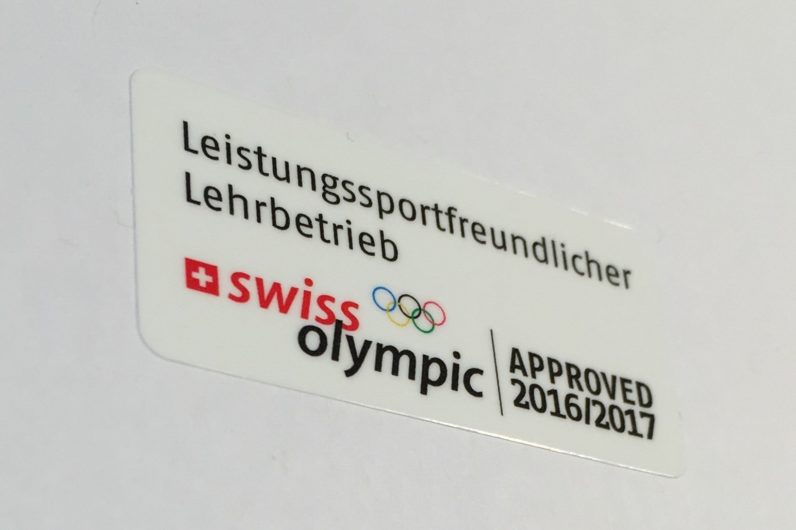 Leistungssportfreundlicher
Lehrbetrieb
swiss
olympic
APPROVED
2016/2017